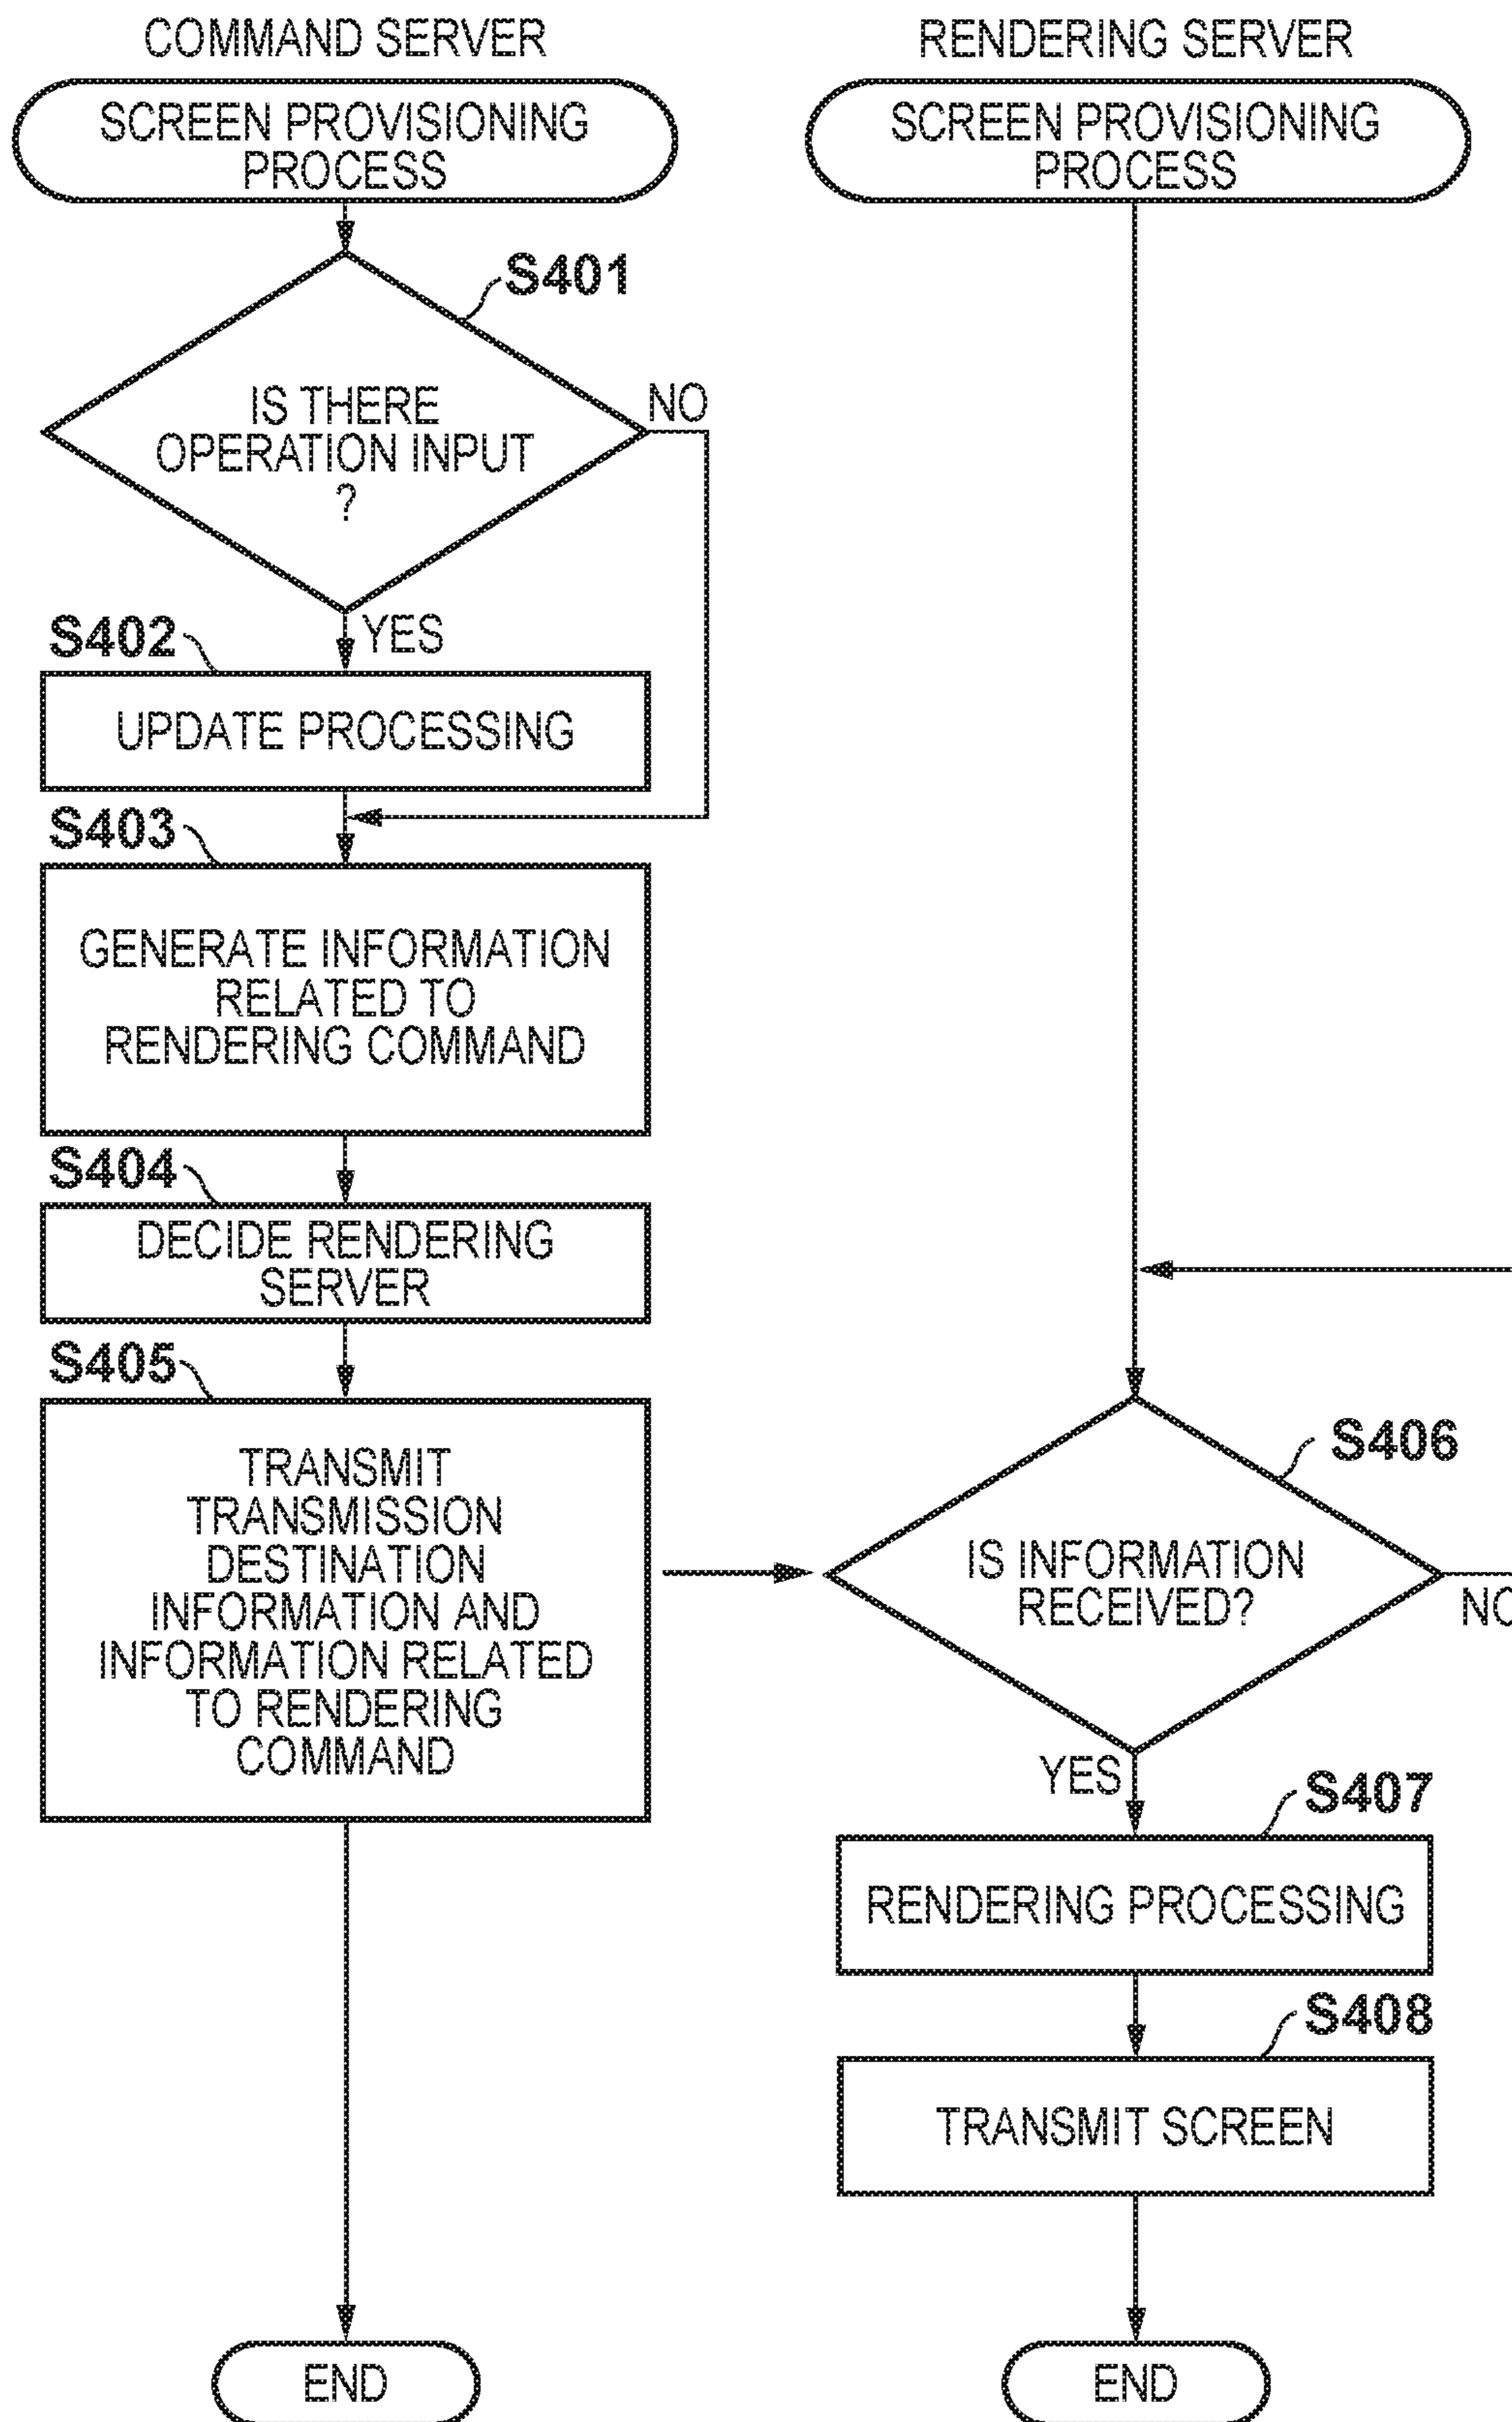 COMMAND SERVER
SCREEN PROVISIONING
PROCESS
S401
IS THERE
OPERATION INPUT
?
NO
YES
S402
UPDATE PROCESSING
S403
GENERATE INFORMATION
RELATED TO
RENDERING COMMAND
S404
DECIDE RENDERING
SERVER
S405
TRANSMIT
TRANSMISSION
DESTINATION
INFORMATION AND
INFORMATION RELATED
TO RENDERING
COMMAND
END
RENDERING SERVER
SCREEN PROVISIONING
PROCESS
S406
IS INFORMATION
RECEIVED?
NO
YES
S407
RENDERING PROCESSING
S408
TRANSMIT SCREEN
END